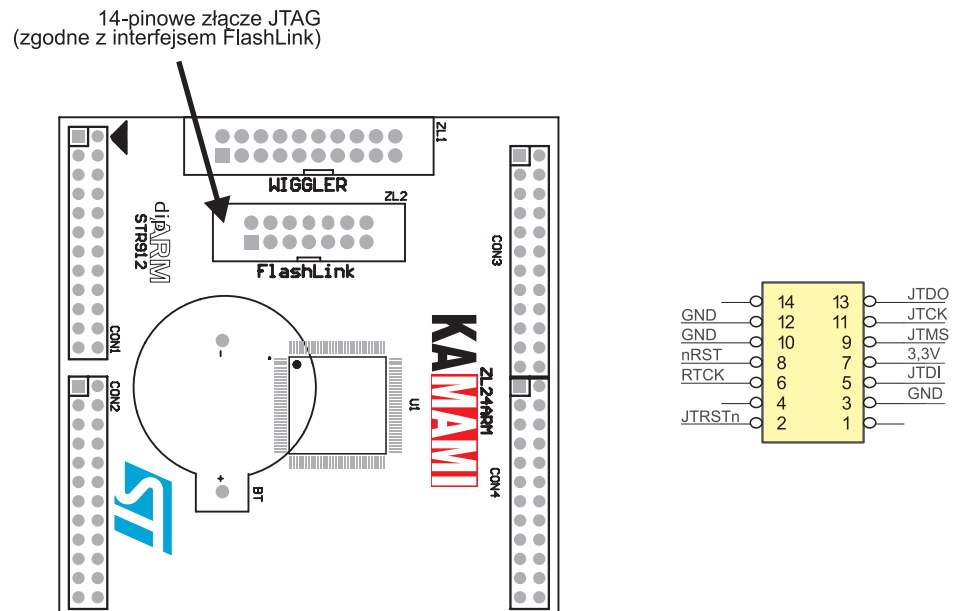 14-pinowe złącze JTAG
(zgodne z interfejsem FlashLink)
ZL1
WIGGLER
ZL2
FlashLink
dipARM
STR912
CON1
CON2
CON3
CON4
KAMAMI
ZL24ARM
U1
-
+
BT
ST
14 13 JTDO
GND 12 11 JTCK
GND 10 9 JTMS
nRST 8 7 3,3V
RTCK 6 5 JTDI
4 3 GND
JTRSTn 2 1